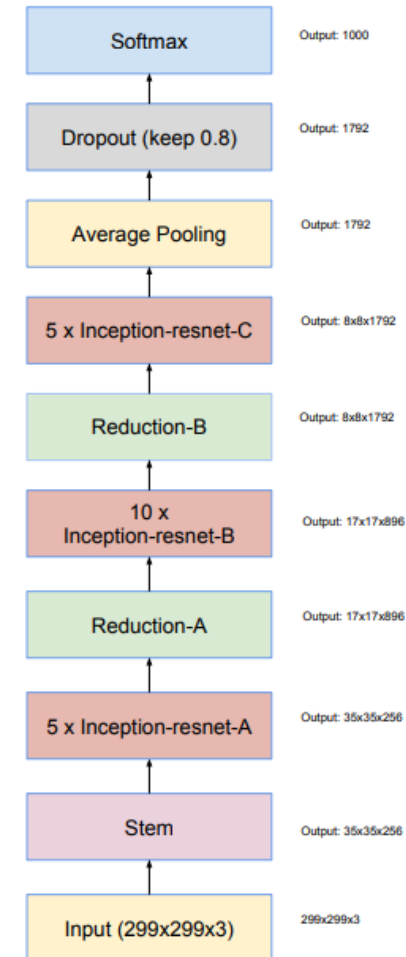 Softmax
Output: 1000
Dropout (keep 0.8)
Output: 1792
Average Pooling
Output: 1792
5 x Inception-resnet-C
Output: 8x8x1792
Reduction-B
Output: 8x8x1792
10 x
Inception-resnet-B
Output: 17x17x896
Reduction-A
Output: 17x17x896
5 x Inception-resnet-A
Output: 35x35x256
Stem
Output: 35x35x256
Input (299x299x3)
299x299x3